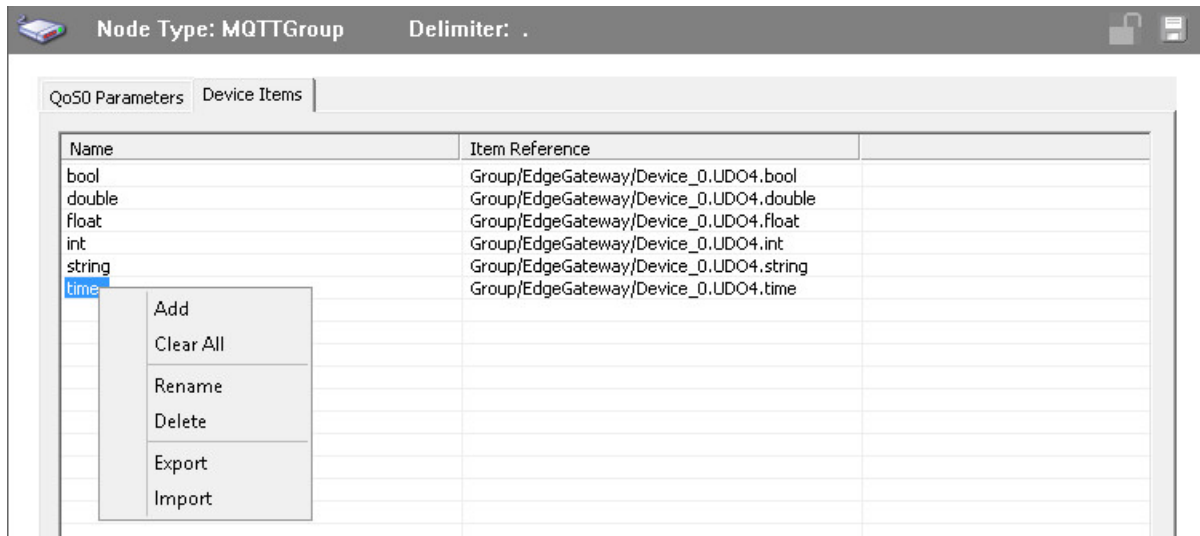 Node Type: MQTTGroup Delimiter: .
QoS0 Parameters Device Items
Name Item Reference
bool Group/EdgeGateway/Device_0.UDO4.bool
double Group/EdgeGateway/Device_0.UDO4.double
float Group/EdgeGateway/Device_0.UDO4.float
int Group/EdgeGateway/Device_0.UDO4.int
string Group/EdgeGateway/Device_0.UDO4.string
time Group/EdgeGateway/Device_0.UDO4.time
Add
Clear All
Rename
Delete
Export
Import